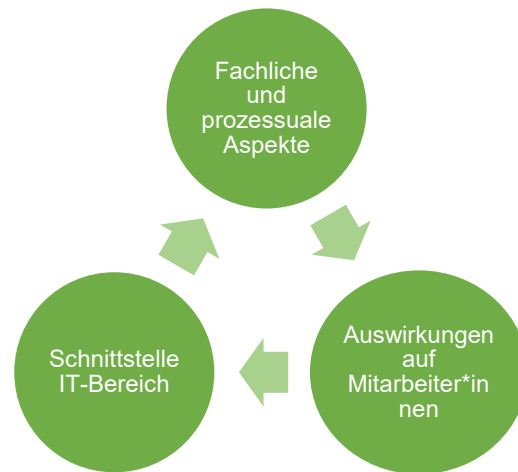 Fachliche
und
prozessuale
Aspekte
Schnittstelle
IT-Bereich
Auswirkungen
auf
Mitarbeiter*in
nen